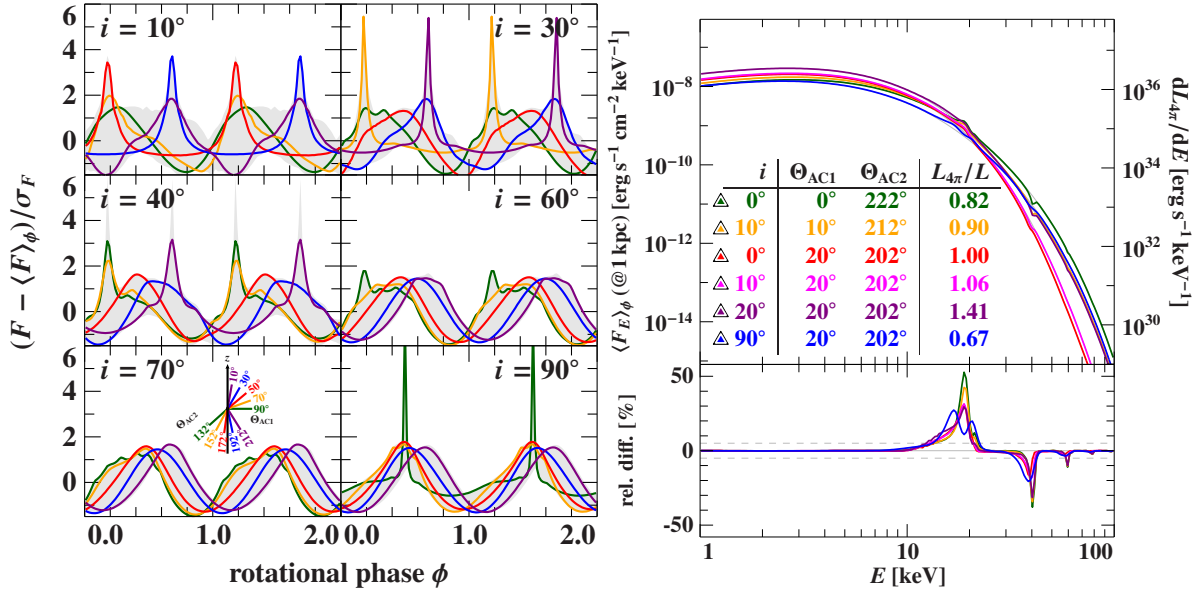 i = 10°
i = 30°
i = 40
i = 60°
i = 70°
i = 90°
(F − ⟨F⟩ϕ)/σF
6
4
2
0
6
4
2
0
6
4
2
0
z
10°
30°
50°
70°
90°
ΘAC1
ΘAC2
132°
152°
172°
192°
212°
0.0 1.0 2.0 0.0 1.0 2.0
rotational phase ϕ
⟨FE⟩ϕ (@1 kpc) [erg s−1 cm−2 keV−1]
10−8
10−10
10−12
10−14
dL4π/dE [erg s−1 keV−1]
1036
1034
1032
1030
i ΘAC1 ΘAC2 L4π/L
0° 0° 222° 0.82
10° 10° 212° 0.90
0° 20° 202° 1.00
10° 20° 202° 1.06
20° 20° 202° 1.41
90° 20° 202° 0.67
rel. diff. [%]
50
0
-50
1 10 100
E [keV]